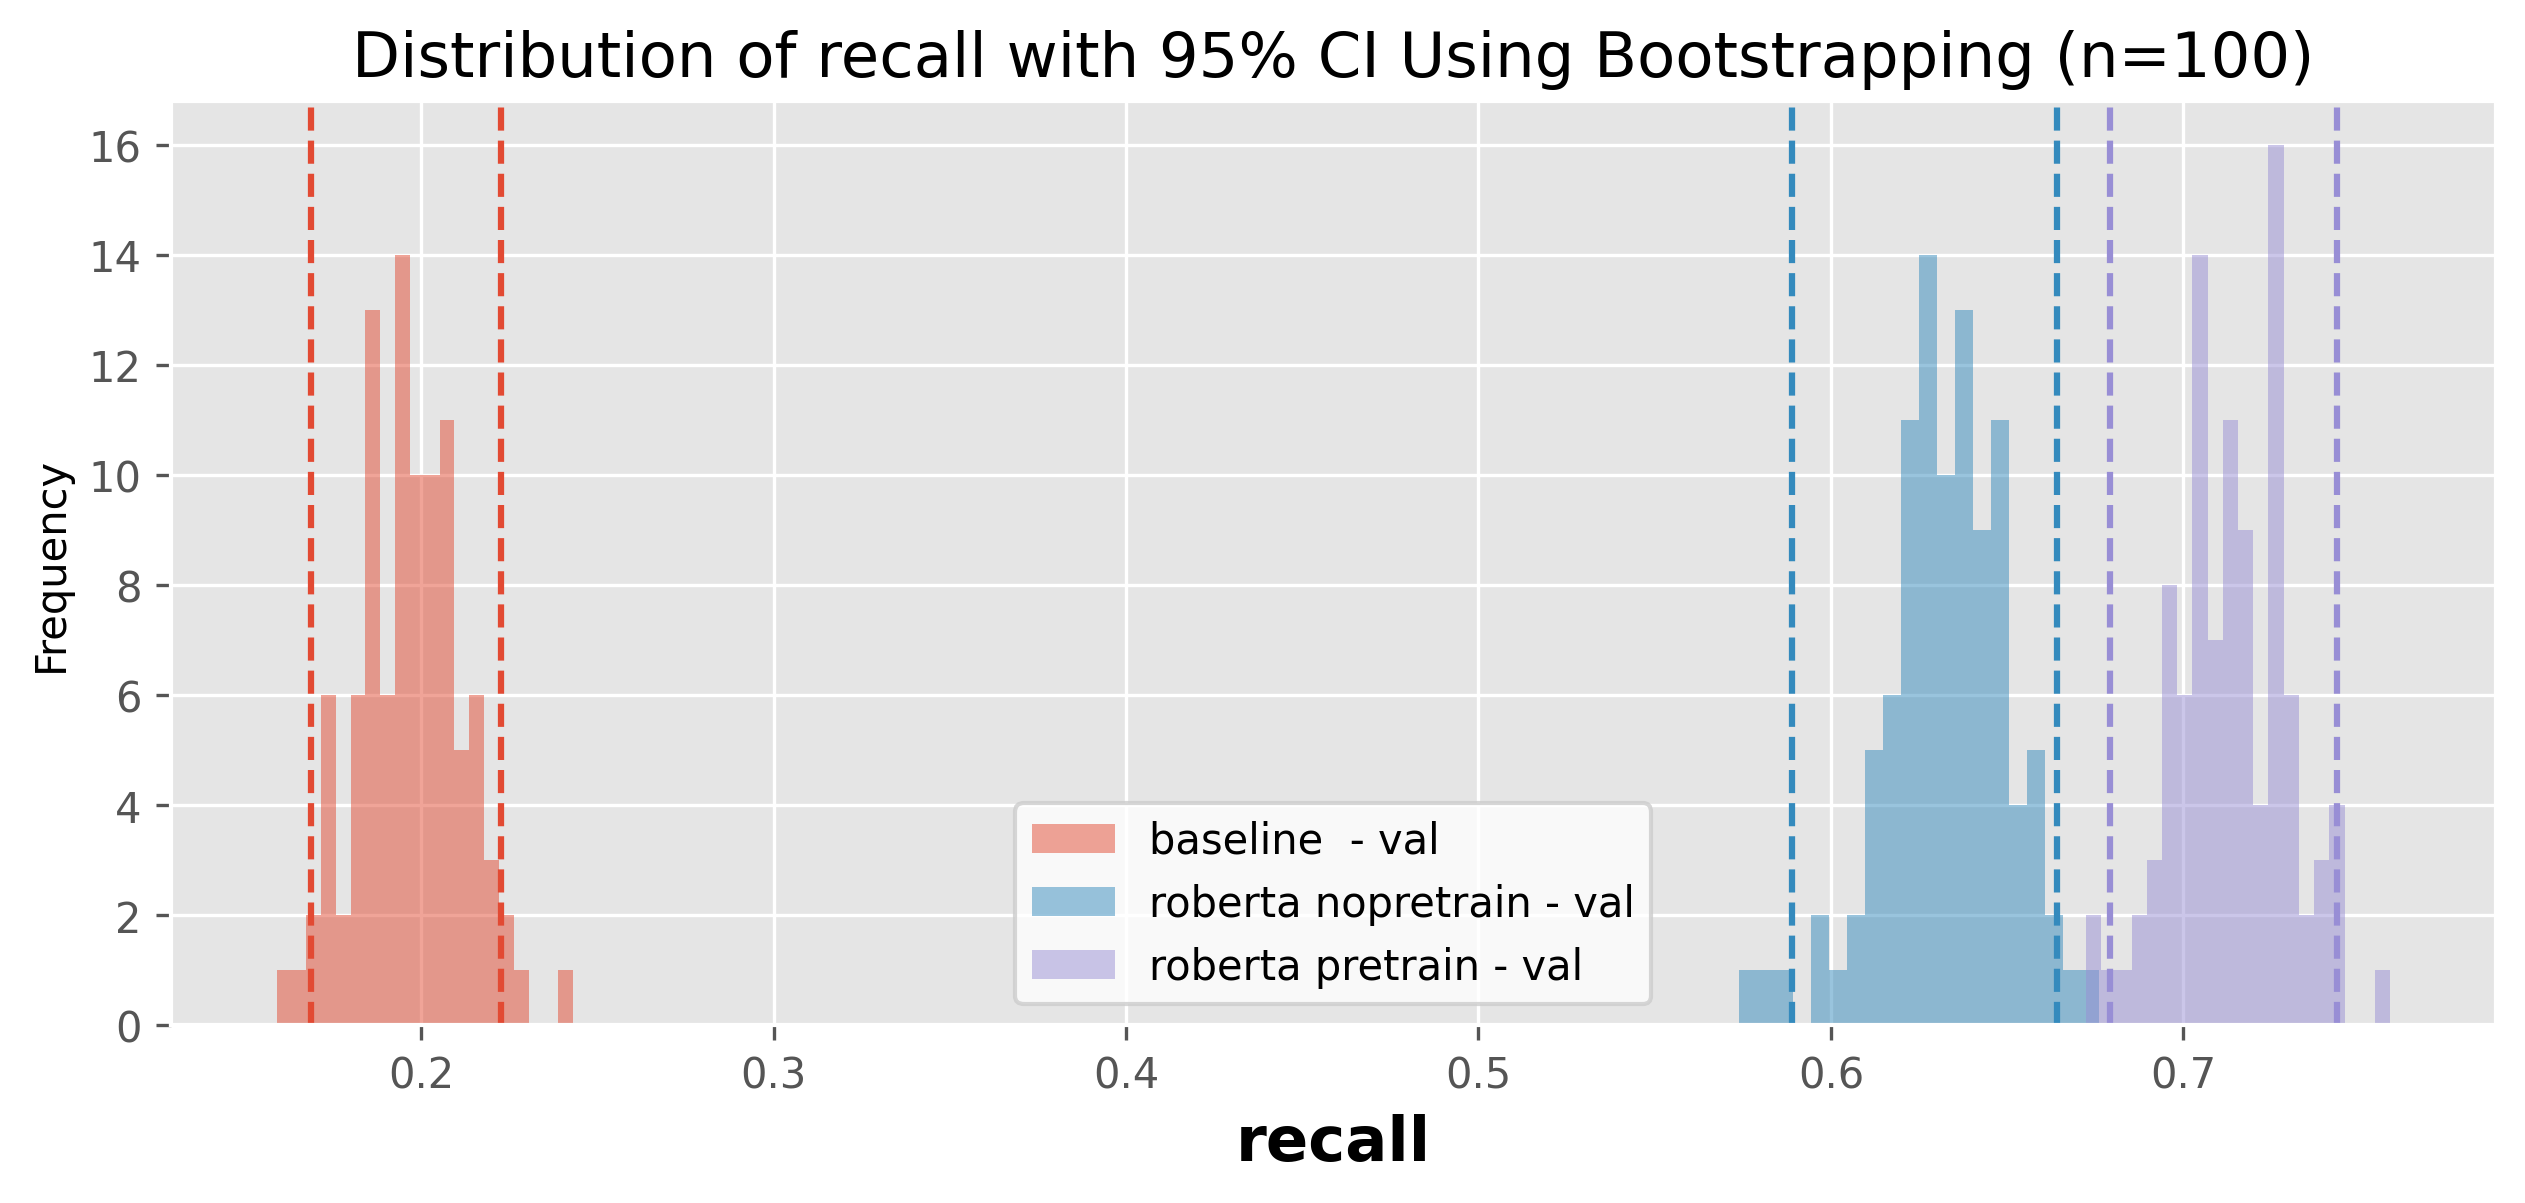 Distribution of recall with 95% CI Using Bootstrapping (n=100)
16
14
12
10
8
6
4
2
0
Frequency
baseline  - val
roberta nopretrain - val
roberta pretrain - val
0.2 0.3 0.4 0.5 0.6 0.7
recall